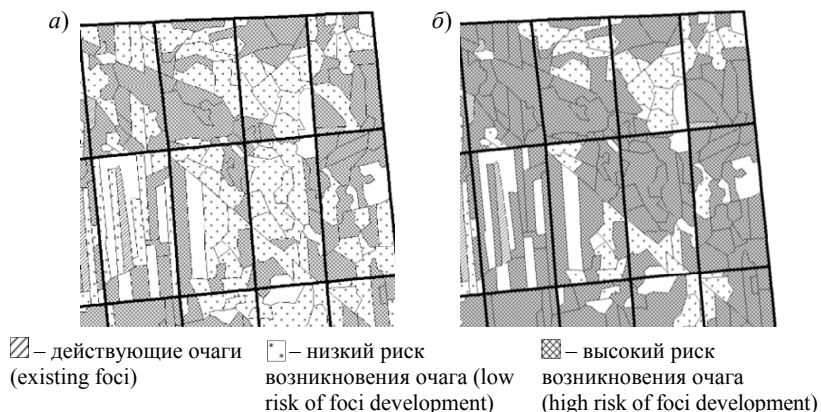 а)
б)
– действующие очаги
(existing foci)
– низкий риск
возникновения очага (low
risk of foci development)
– высокий риск
возникновения очага
(high risk of foci development)